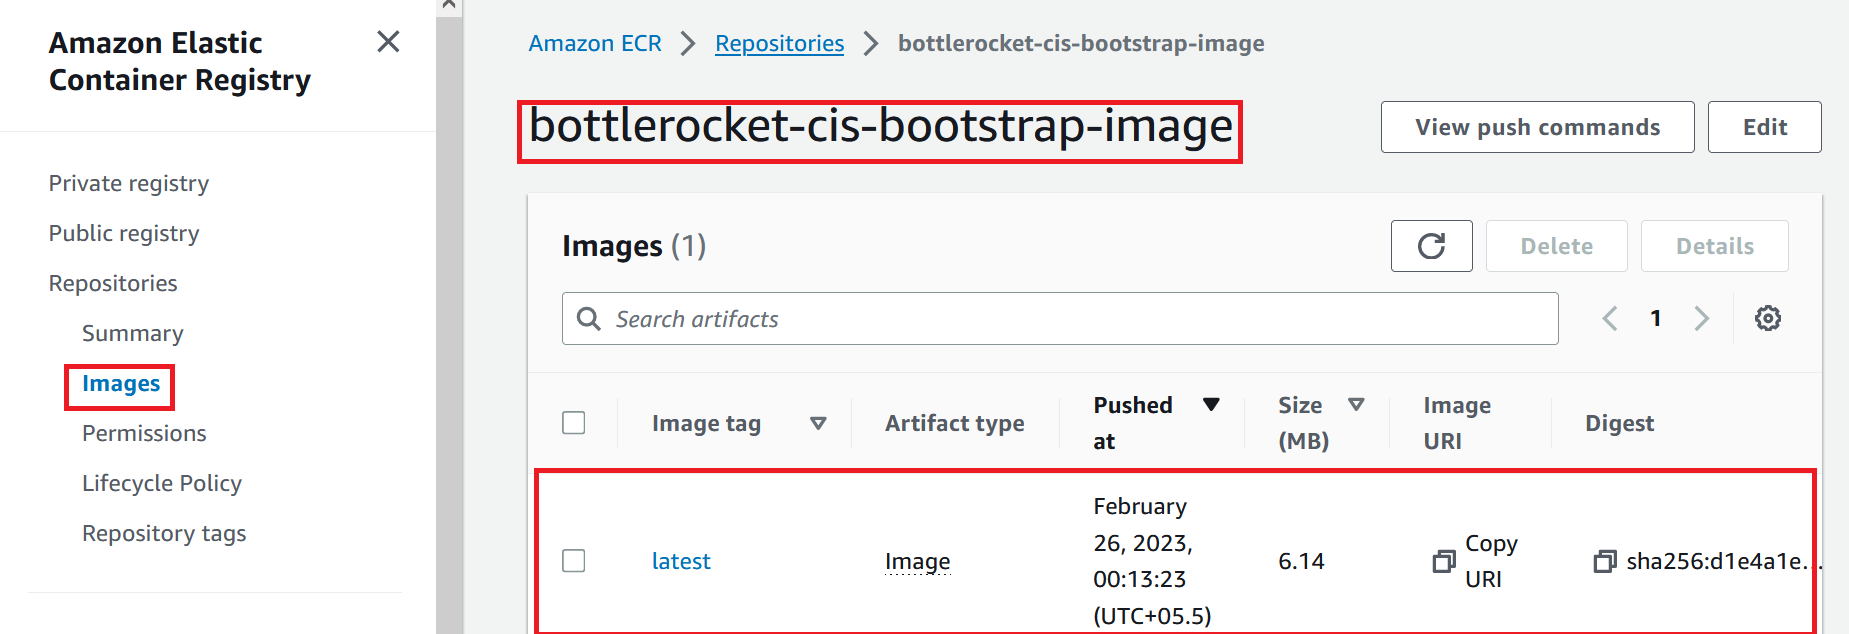 Amazon Elastic
Container Registry
Private registry
Public registry
Repositories
Summary
Images
Permissions
Lifecycle Policy
Repository tags
Amazon ECR Repositories bottlerocket-cis-bootstrap-image
bottlerocket-cis-bootstrap-image
View push commands Edit
Images (1)
Delete Details
Search artifacts
1
Image tag Artifact type Pushed at Size (MB) Image URI Digest
latest Image February 26, 2023, 00:13:23 (UTC+05.5) 6.14 Copy URI sha256:d1e4a1e...